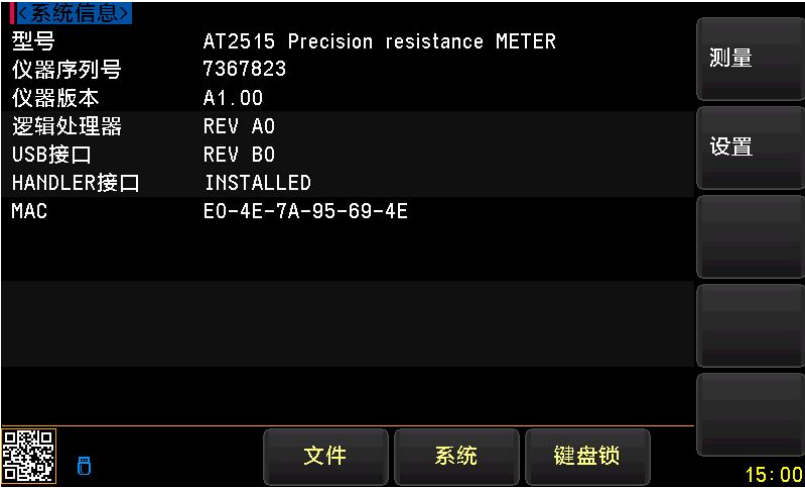 <系统信息>
型号 AT2515 Precision resistance METER
仪器序列号 7367823
仪器版本 A1.00
逻辑处理器 REV A0
USB接口 REV B0
HANDLER接口 INSTALLED
MAC E0-4E-7A-95-69-4E
测量
设置
文件 系统 键盘锁
15:00